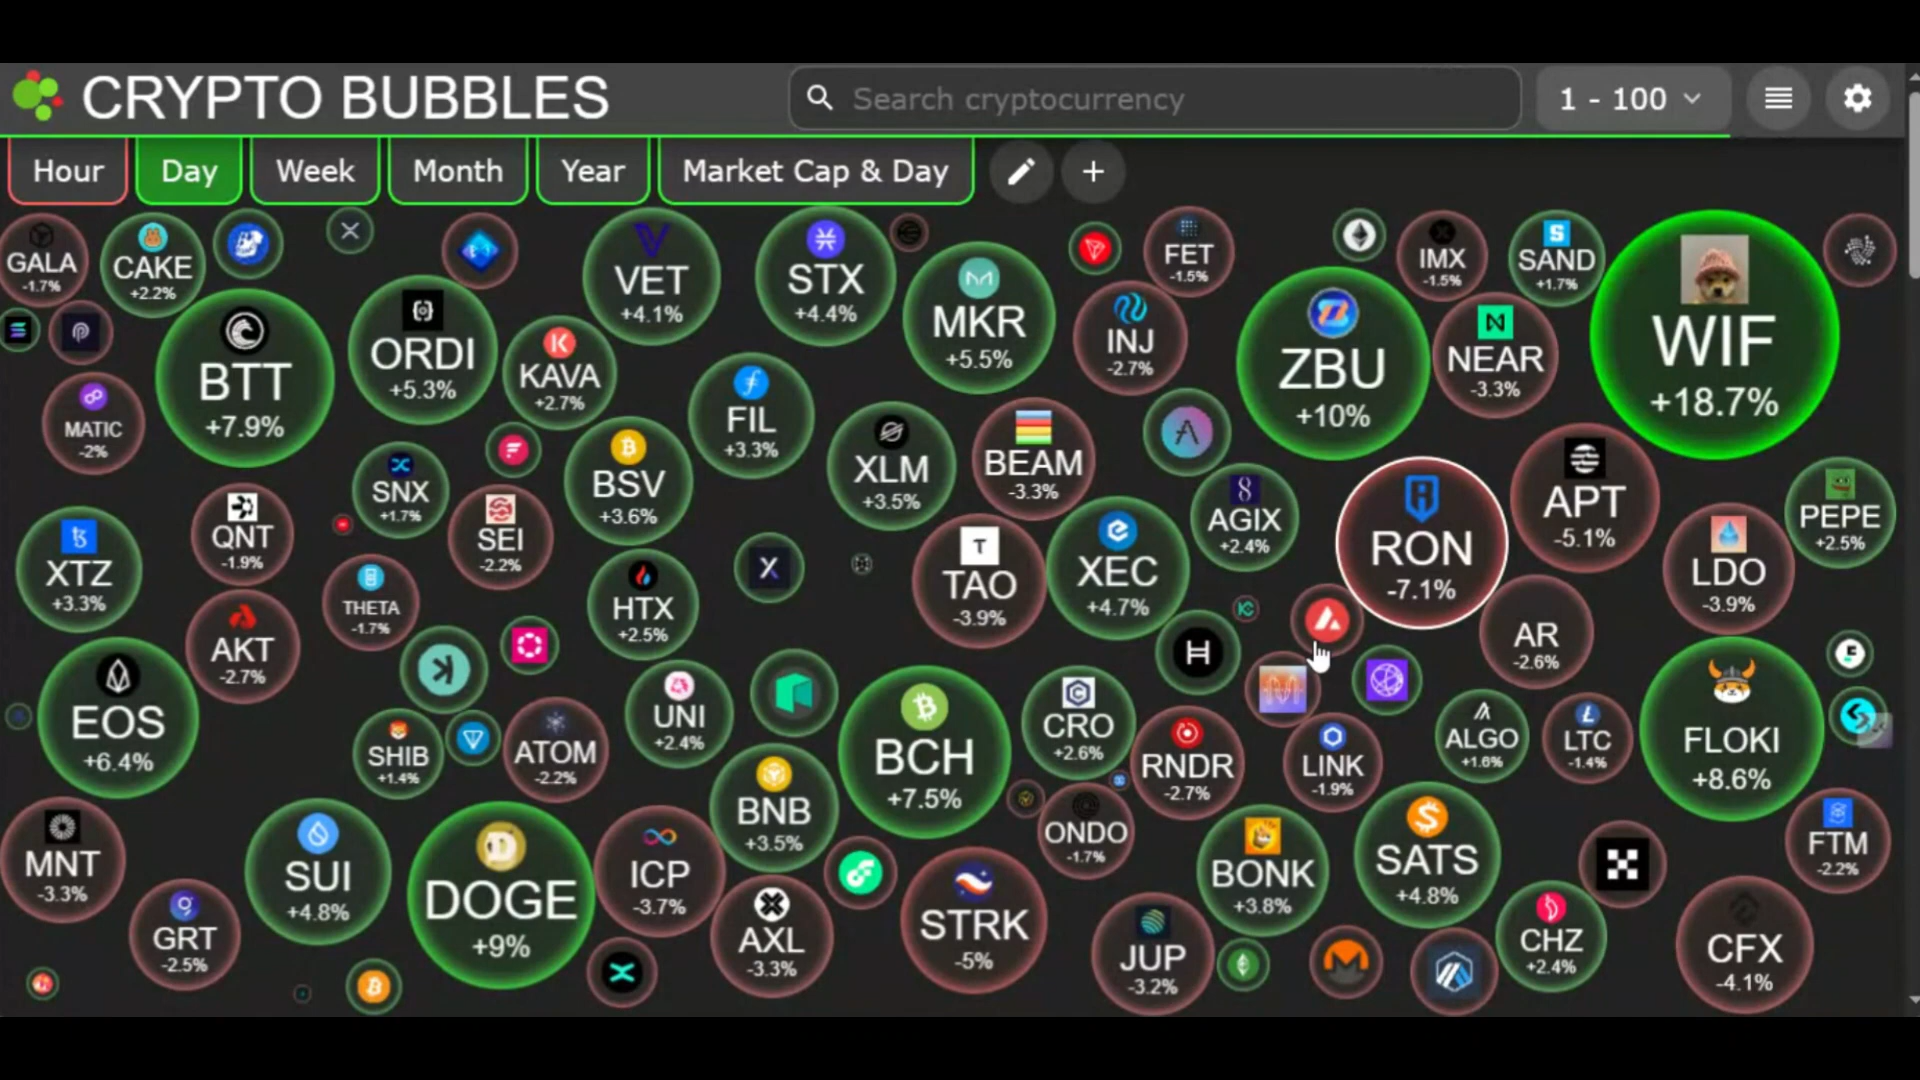 CRYPTO BUBBLES
Search cryptocurrency
1 - 100
Hour
Day
Week
Month
Year
Market Cap & Day
GALA
-1.7%
CAKE
+2.2%
VET
+4.1%
STX
+4.4%
MKR
+5.5%
FET
-1.5%
IMX
-1.5%
SAND
+1.7%
WIF
+18.7%
BTT
+7.9%
ORDI
+5.3%
KAVA
+2.7%
INJ
-2.7%
ZBU
+10%
NEAR
-3.3%
MATIC
-2%
FIL
+3.3%
XLM
+3.5%
BEAM
-3.3%
SNX
+1.7%
BSV
+3.6%
AGIX
+2.4%
APT
-5.1%
PEPE
+2.5%
QNT
-1.9%
SEI
-2.2%
RON
-7.1%
XTZ
+3.3%
THETA
-1.7%
HTX
+2.5%
T
TAO
-3.9%
XEC
+4.7%
LDO
-3.9%
AKT
-2.7%
AR
-2.6%
EOS
+6.4%
SHIB
+1.4%
ATOM
-2.2%
UNI
+2.4%
BCH
+7.5%
CRO
+2.6%
RNDR
-2.7%
LINK
-1.9%
ALGO
+1.6%
LTC
-1.4%
FLOKI
+8.6%
BNB
+3.5%
ONDO
-1.7%
MNT
-3.3%
SUI
+4.8%
DOGE
+9%
ICP
-3.7%
BONK
+3.8%
SATS
+4.8%
FTM
-2.2%
GRT
-2.5%
AXL
-3.3%
STRK
-5%
JUP
-3.2%
CHZ
+2.4%
CFX
-4.1%